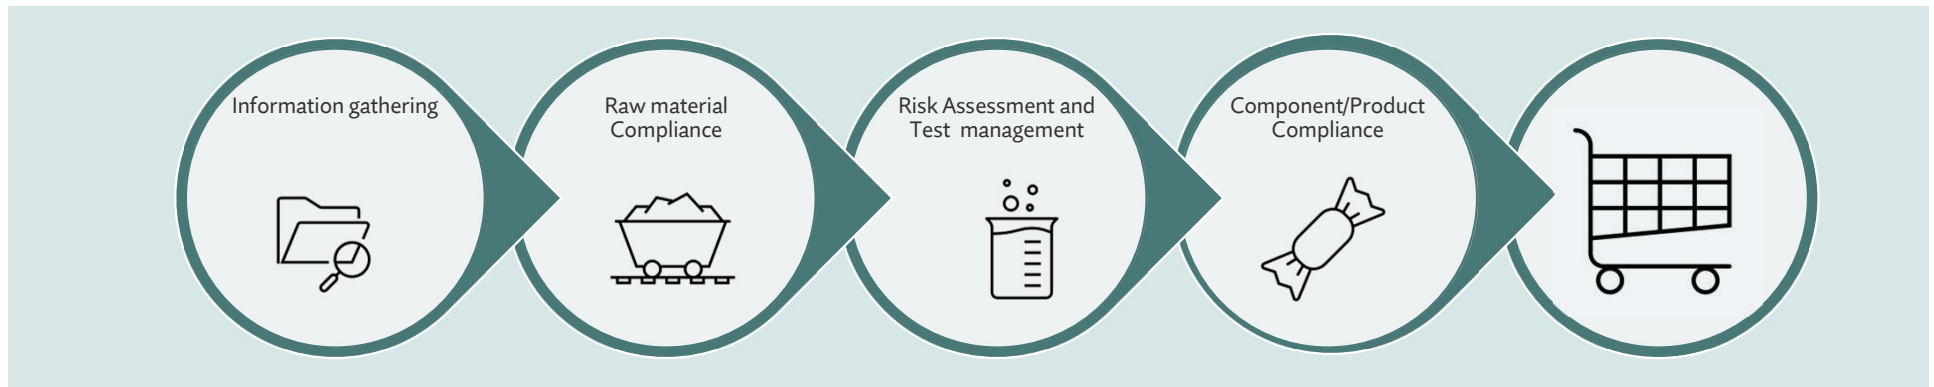 Information gathering
Raw material
Compliance
Risk Assessment and
Test  management
Component/Product
Compliance